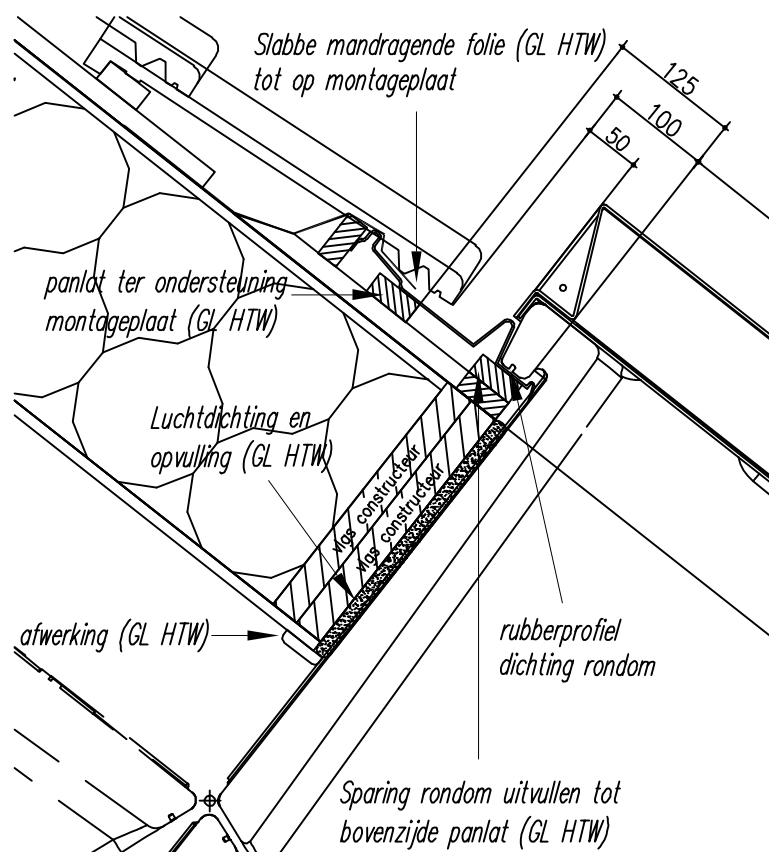 Slabbe mandragende folie (GL HTW)
tot op montageplaat
125
100
50
panlat ter ondersteuning
montageplaat (GL HTW)
Luchtdichting en
opvulling (GL HTW)
vlgs constructeur
vlgs constructeur
afwerking (GL HTW)
rubberprofiel
dichting rondom
Sparing rondom uitvullen tot
bovenzijde panlat (GL HTW)